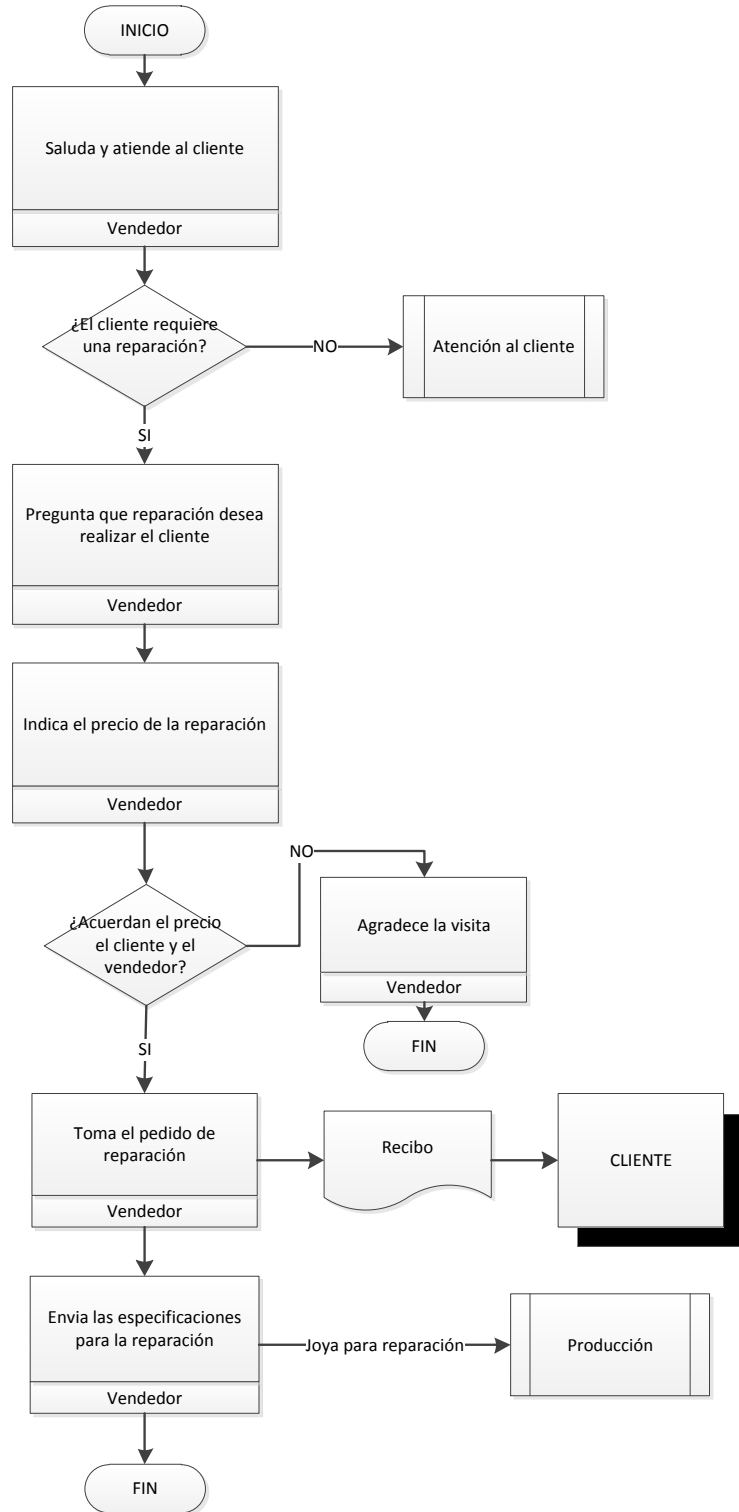 INICIO
Saluda y atiende al cliente
Vendedor
¿El cliente requiere
una reparación?
NO
Atención al cliente
SI
Pregunta que reparación desea
realizar el cliente
Vendedor
Indica el precio de la reparación
Vendedor
NO
¿Acuerdan el precio
el cliente y el
vendedor?
Agradece la visita
Vendedor
FIN
SI
Toma el pedido de
reparación
Vendedor
Recibo
CLIENTE
Envia las especificaciones
para la reparación
Vendedor
Joya para reparación
Producción
FIN